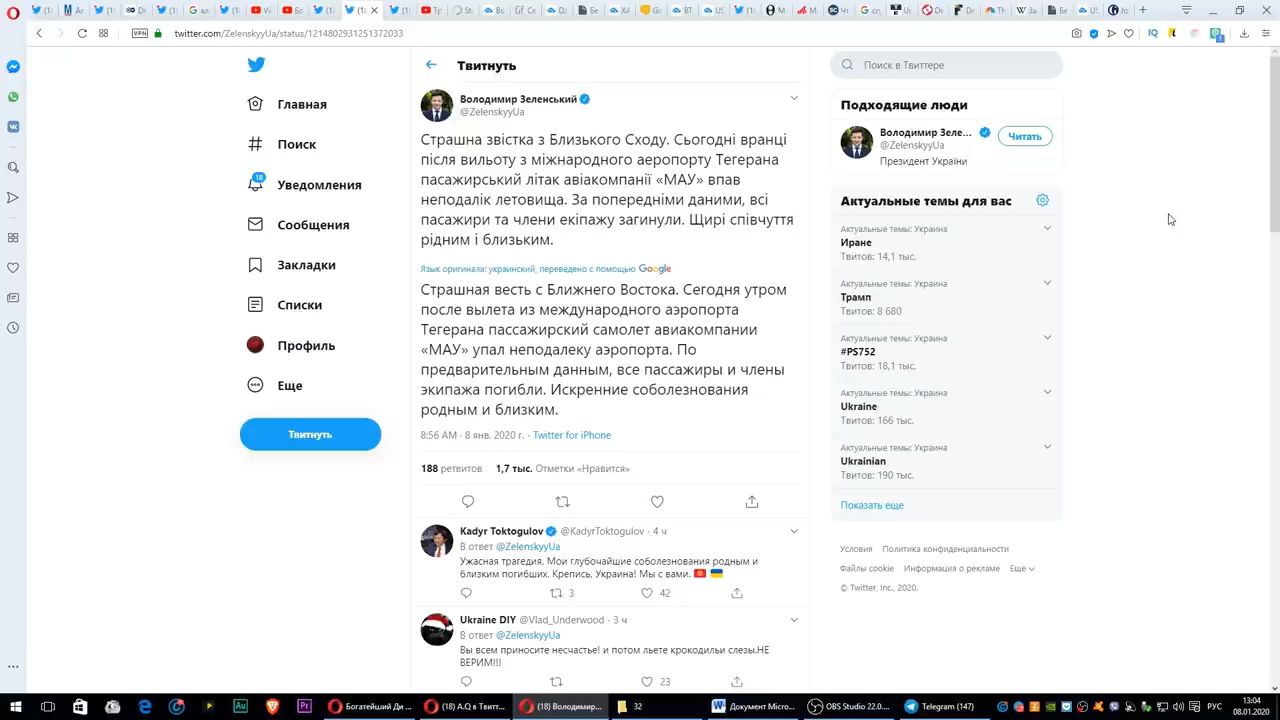 twitter.com/ZelenskyyUa/status/1214802931251372033
VPN
Главная
Поиск
18
Уведомления
Сообщения
Закладки
Списки
Профиль
Еще
Твитнуть
Твитнуть
Володимир Зеленський
@ZelenskyyUa
Страшна звістка з Близького Сходу. Сьогодні вранці
після вильоту з міжнародного аеропорту Тегерана
пасажирський літак авіакомпанії «МАУ» впав
неподалік летовища. За попередніми даними, всі
пасажири та члени екіпажу загинули. Щирі співчуття
рідним і близьким.
Язык оригинала: украинский, переведено с помощью Google
Страшная весть с Ближнего Востока. Сегодня утром
после вылета из международного аэропорта
Тегерана пассажирский самолет авиакомпании
«МАУ» упал неподалеку аэропорта. По
предварительным данным, все пассажиры и члены
экипажа погибли. Искренние соболезнования
родным и близким.
8:56 AM · 8 янв. 2020 г. · Twitter for iPhone
188 ретвитов 1,7 тыс. Отметки «Нравится»
Kadyr Toktogulov @KadyrToktogulov · 4 ч
В ответ @ZelenskyyUa
Ужасная трагедия. Мои глубочайшие соболезнования родным и
близким погибших. Крепись, Украина! Мы с вами.
3 42
Ukraine DIY @Vlad_Underwood · 3 ч
В ответ @ZelenskyyUa
Вы всем приносите несчастье! и потом льете крокодильи слезы.НЕ
ВЕРИМ!!!
23
Поиск в Твиттере
Подходящие люди
Володимир Зеле...
@ZelenskyyUa
Президент України
Читать
Актуальные темы для вас
Актуальные темы: Украина
Иране
Твитов: 14,1 тыс.
Актуальные темы: Украина
Трамп
Твитов: 8 680
Актуальные темы: Украина
#PS752
Твитов: 18,1 тыс.
Актуальные темы: Украина
Ukraine
Твитов: 166 тыс.
Актуальные темы: Украина
Ukrainian
Твитов: 190 тыс.
Показать еще
Условия Политика конфиденциальности
Файлы cookie Информация о рекламе Еще
© Twitter, Inc., 2020.
Au
Pr
Богатейший Ди ...
(18) A.Q в Твитт...
(18) Володимир...
32
Документ Micro...
OBS Studio 22.0....
Telegram (147)
РУС
13:04
08.01.2020